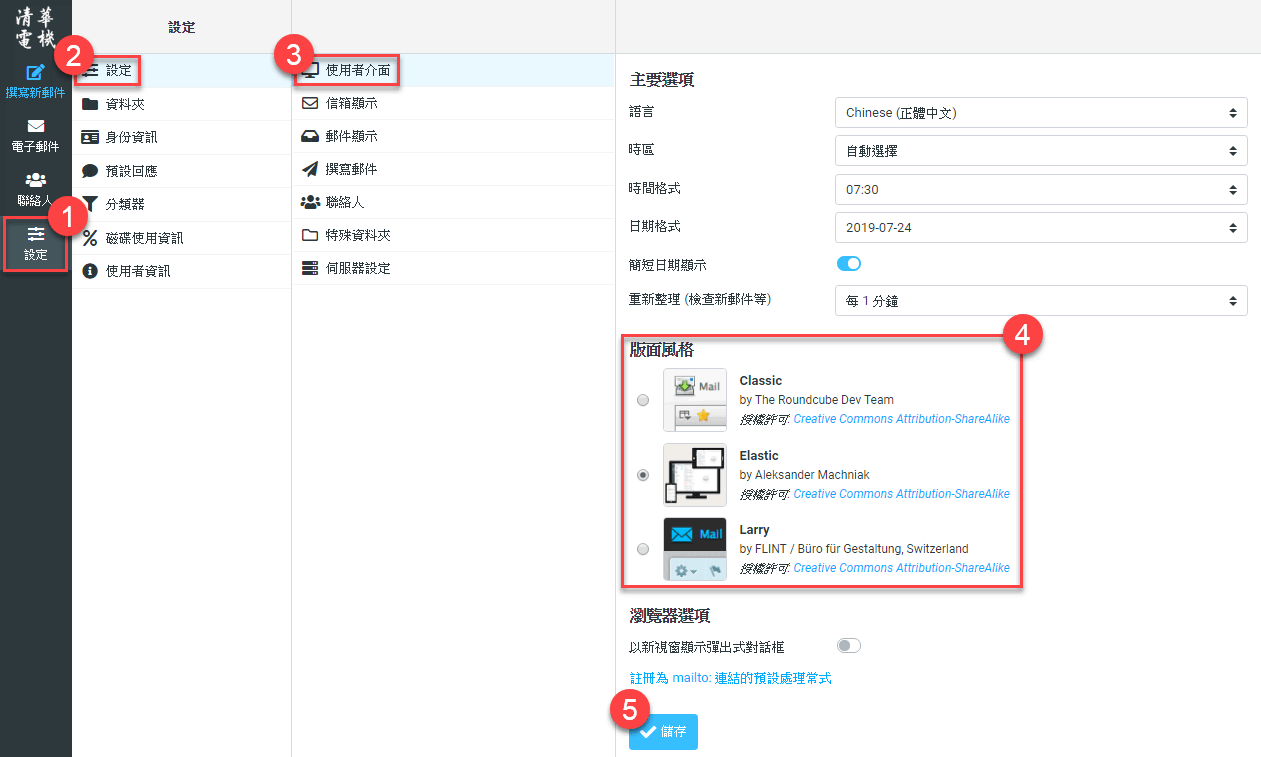 清華
電機
撰寫新郵件
電子郵件
聯絡人
1
設定
設定
2
設定
資料夾
身份資訊
預設回應
分類器
磁碟使用資訊
使用者資訊
3
使用者介面
信箱顯示
郵件顯示
撰寫郵件
聯絡人
特殊資料夾
伺服器設定
主要選項
語言 Chinese (正體中文)
時區 自動選擇
時間格式 07:30
日期格式 2019-07-24
簡短日期顯示
重新整理 (檢查新郵件等) 每 1 分鐘
4
版面風格
Mail
Classic
by The Roundcube Dev Team
授權許可: Creative Commons Attribution-ShareAlike
Elastic
by Aleksander Machniak
授權許可: Creative Commons Attribution-ShareAlike
Mail
Larry
by FLINT / Büro für Gestaltung, Switzerland
授權許可: Creative Commons Attribution-ShareAlike
瀏覽器選項
以新視窗顯示彈出式對話框
註冊為 mailto: 連結的預設處理常式
5
儲存